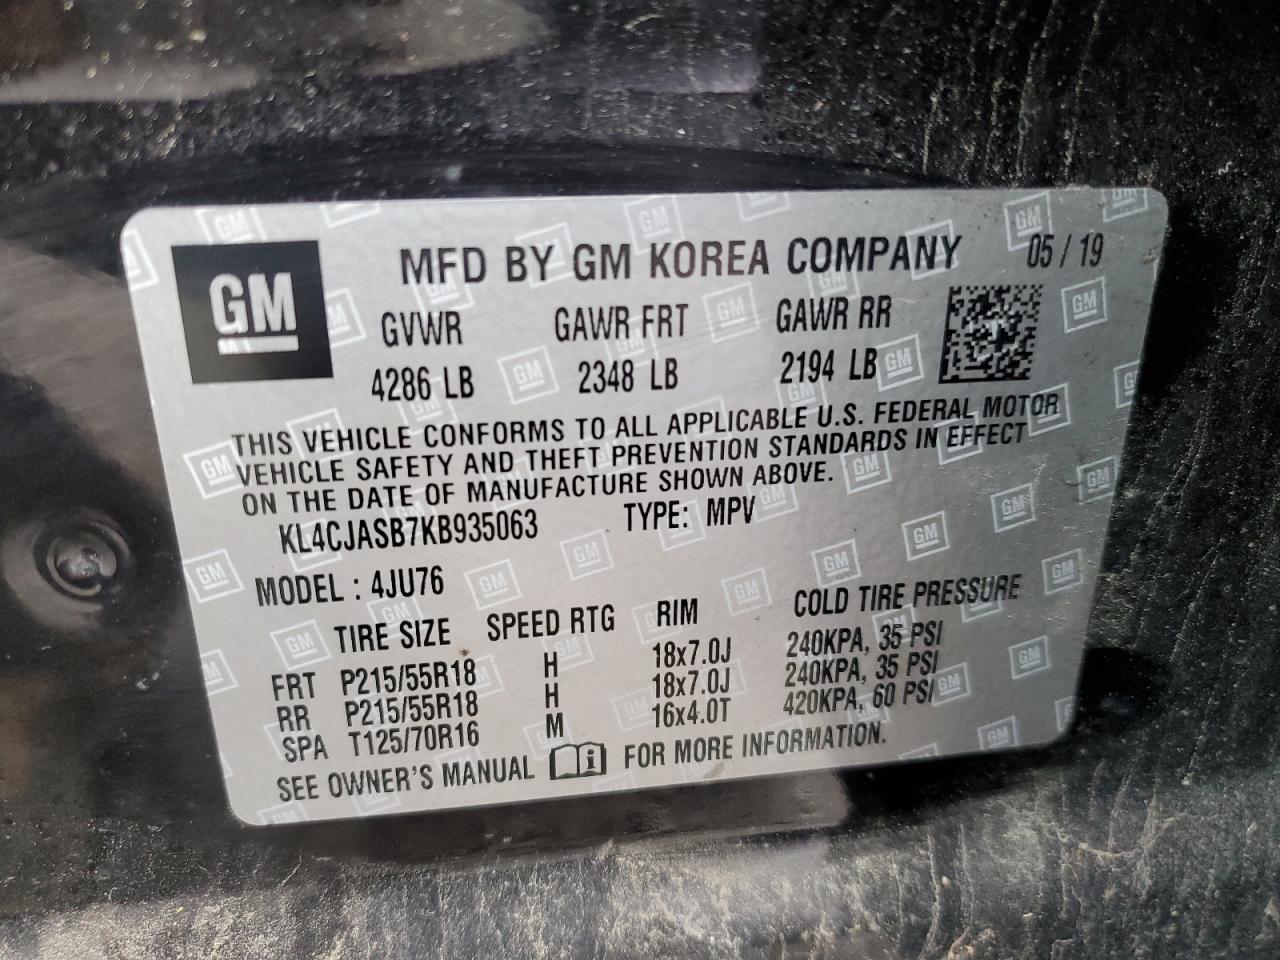 GM
MFD BY GM KOREA COMPANY 05 / 19
GVWR GAWR FRT GAWR RR
4286 LB 2348 LB 2194 LB
THIS VEHICLE CONFORMS TO ALL APPLICABLE U.S. FEDERAL MOTOR
VEHICLE SAFETY AND THEFT PREVENTION STANDARDS IN EFFECT
ON THE DATE OF MANUFACTURE SHOWN ABOVE.
KL4CJASB7KB935063 TYPE: MPV
MODEL : 4JU76
TIRE SIZE SPEED RTG RIM COLD TIRE PRESSURE
FRT P215/55R18 H 18x7.0J 240KPA, 35 PSI
RR P215/55R18 H 18x7.0J 240KPA, 35 PSI
SPA T125/70R16 M 16x4.0T 420KPA, 60 PSI
SEE OWNER'S MANUAL i FOR MORE INFORMATION.